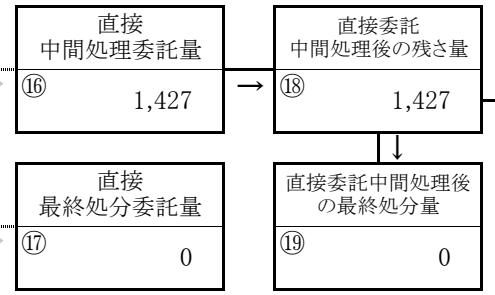 直接
中間処理委託量
⑯
1,427
→
直接委託
中間処理後の残さ量
⑱
1,427
↓
直接
最終処分委託量
⑰
0
直接委託中間処理後
の最終処分量
⑲
0